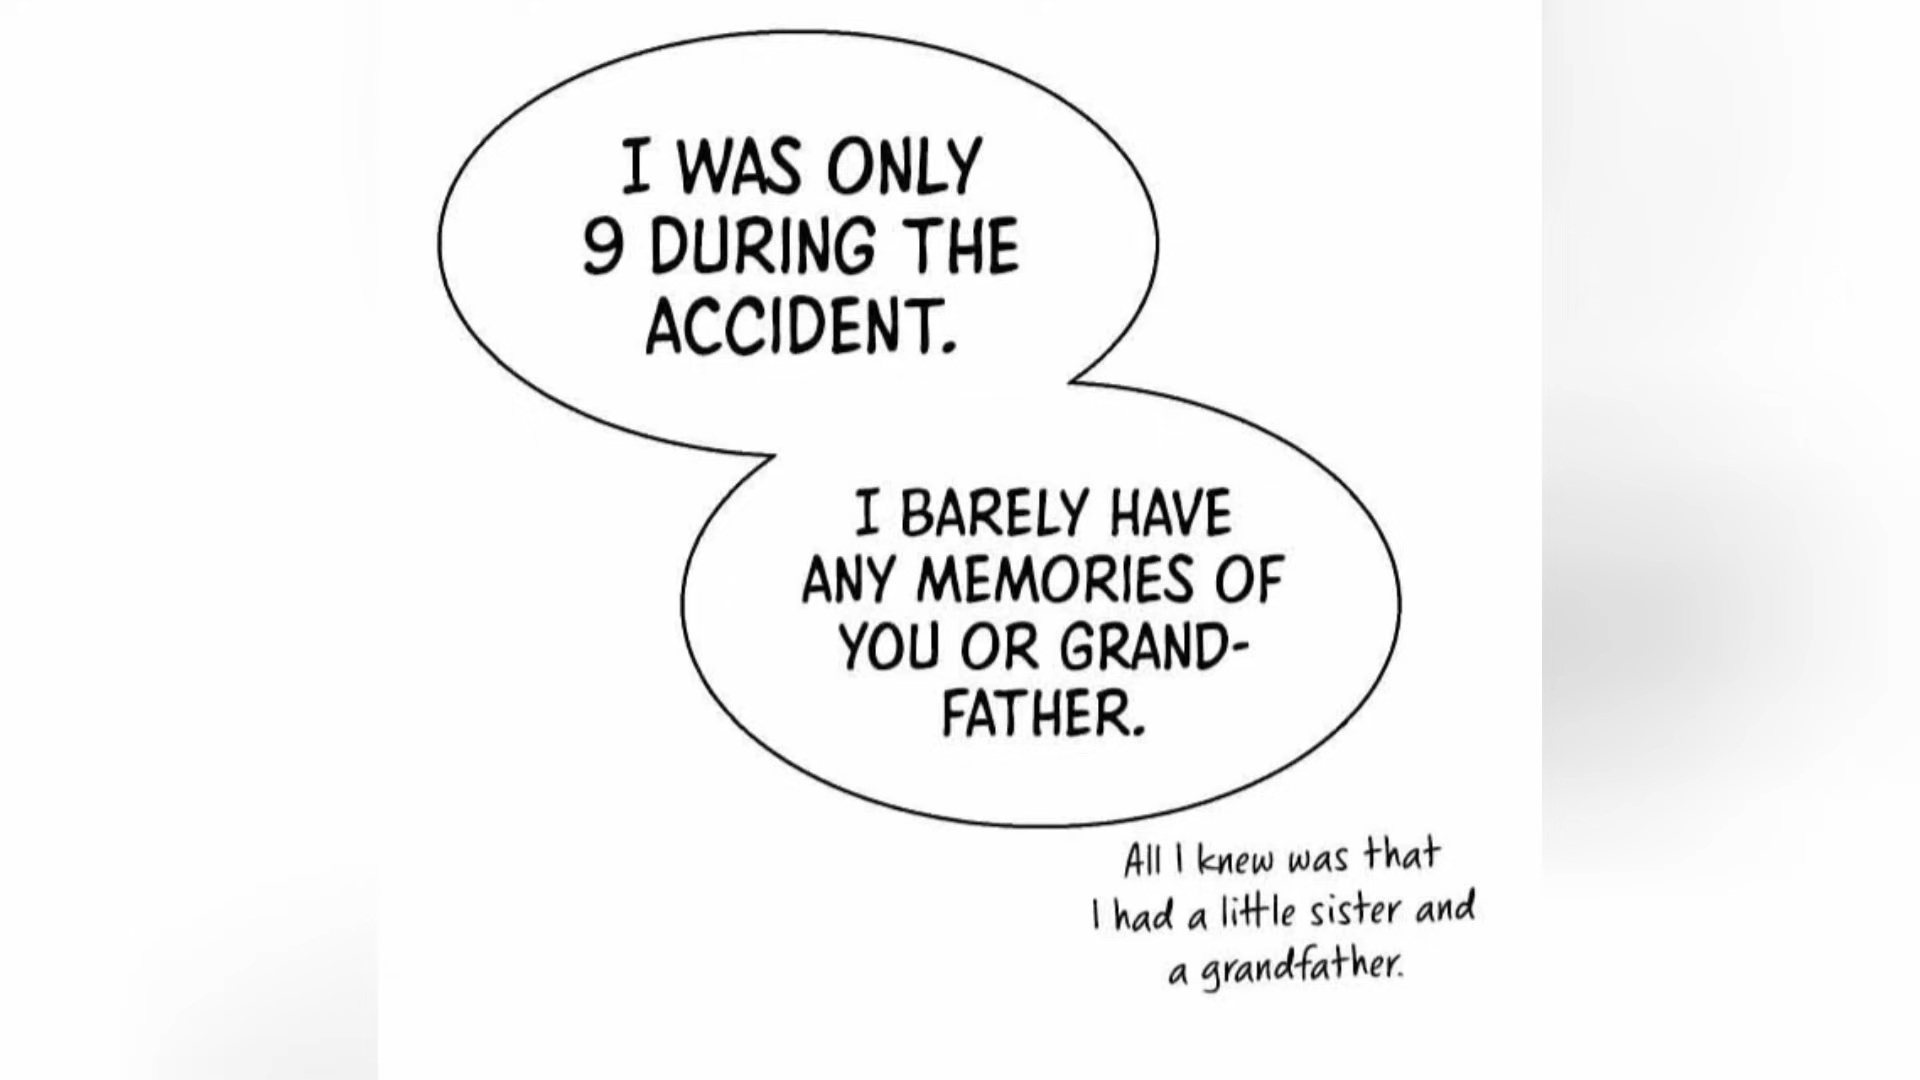 I WAS ONLY
9 DURING THE
ACCIDENT.
I BARELY HAVE
ANY MEMORIES OF
YOU OR GRAND-
FATHER.
All I knew was that
I had a little sister and
a grandfather.